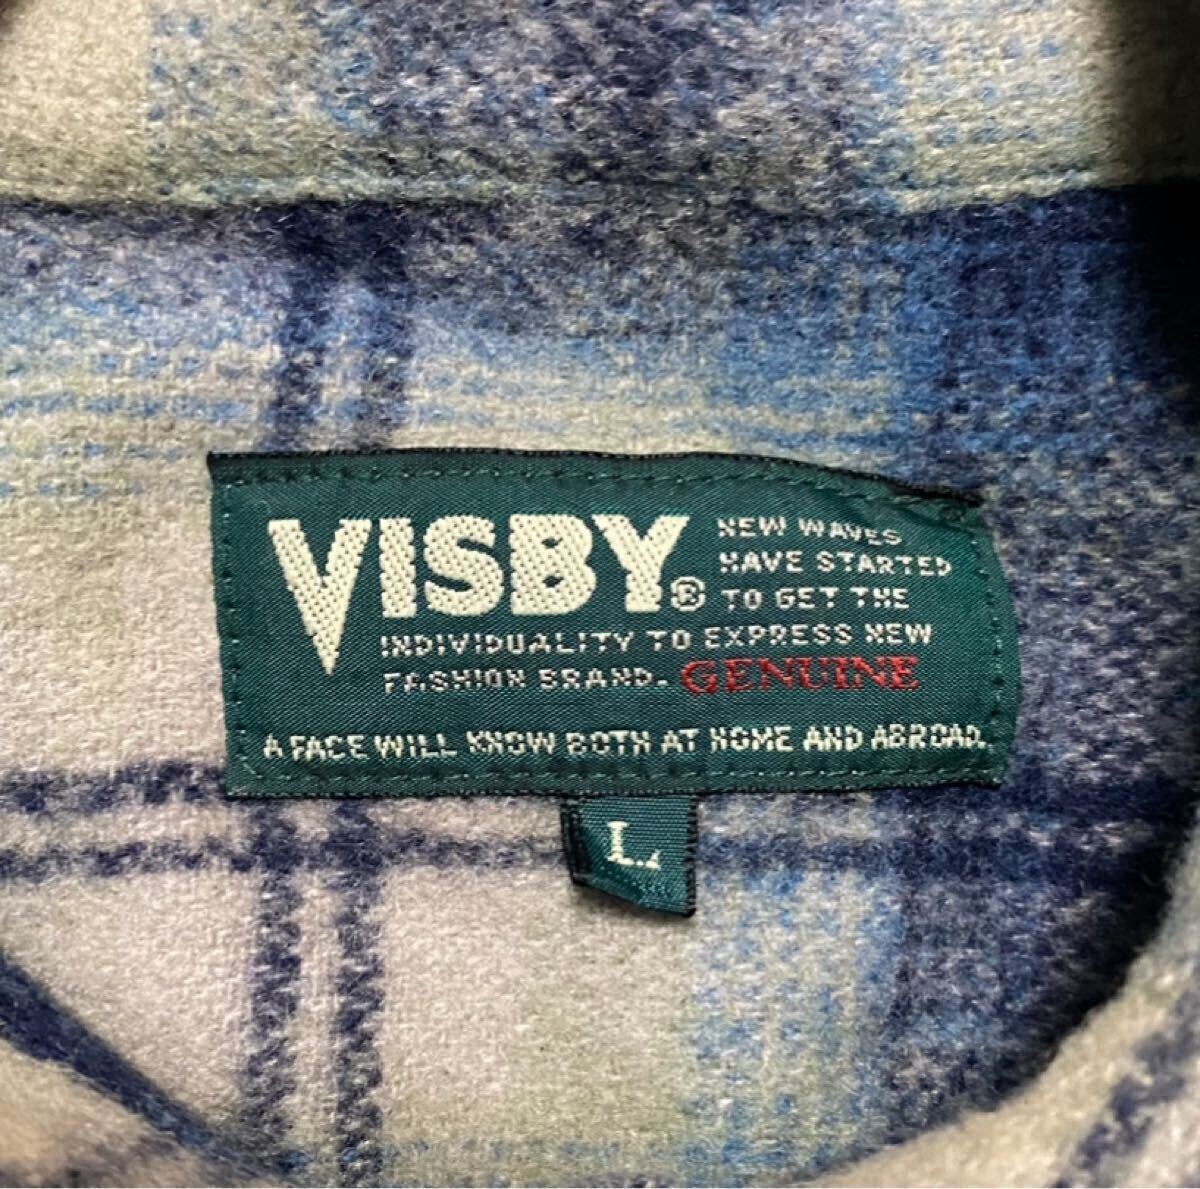 VISBY®
NEW WAVES
HAVE STARTED
TO GET THE
INDIVIDUALITY TO EXPRESS NEW
FASHION BRAND. GENUINE
A FACE WILL KNOW BOTH AT HOME AND ABROAD.
L